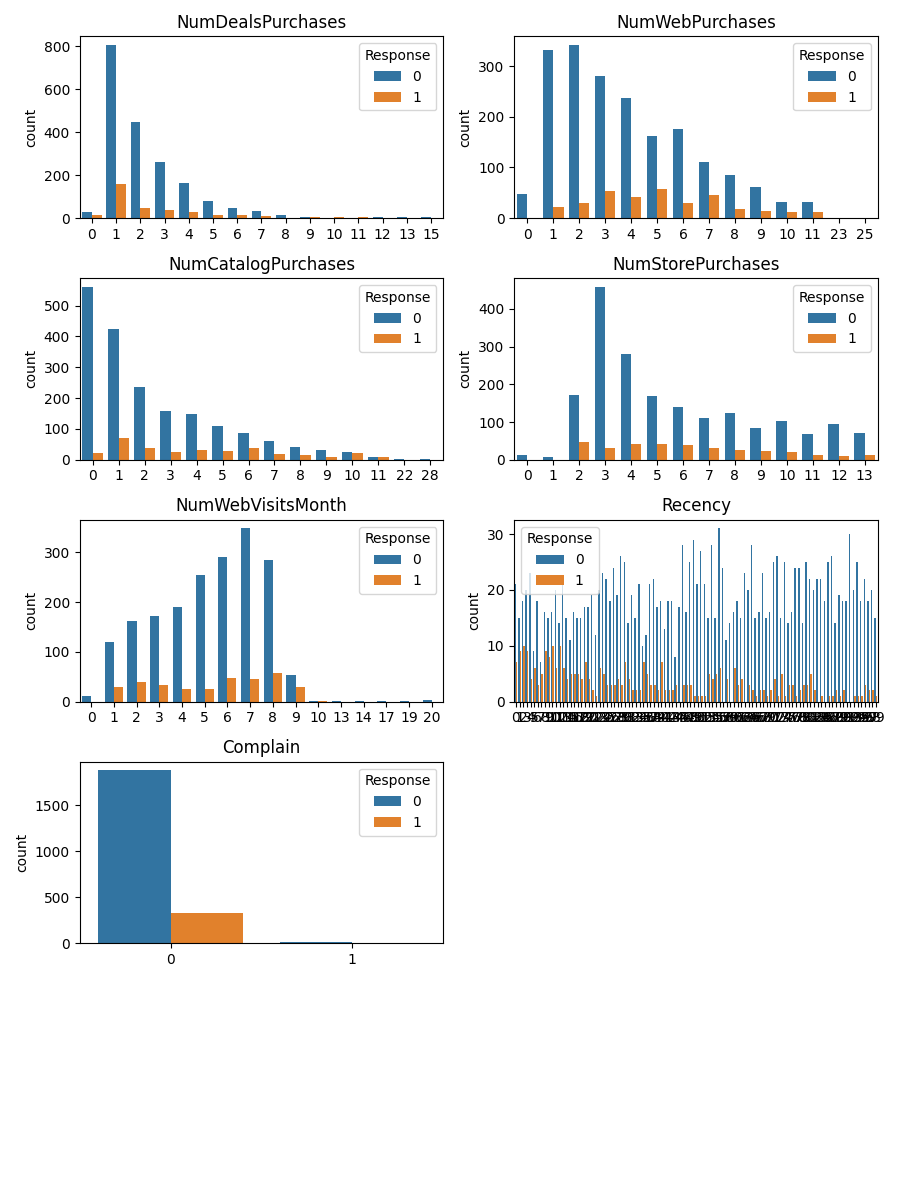 NumDealsPurchases
800
600
400
200
0
count
Response
0
1
0 1 2 3 4 5 6 7 8 9 10 11 12 13 15
NumWebPurchases
300
200
100
0
count
Response
0
1
0 1 2 3 4 5 6 7 8 9 10 11 23 25
NumCatalogPurchases
500
400
300
200
100
0
count
Response
0
1
0 1 2 3 4 5 6 7 8 9 10 11 22 28
NumStorePurchases
400
300
200
100
0
count
Response
0
1
0 1 2 3 4 5 6 7 8 9 10 11 12 13
NumWebVisitsMonth
300
200
100
0
count
Response
0
1
0 1 2 3 4 5 6 7 8 9 10 13 14 17 19 20
Recency
30
20
10
0
count
Response
0
1
Complain
1500
1000
500
0
count
Response
0
1
0 1